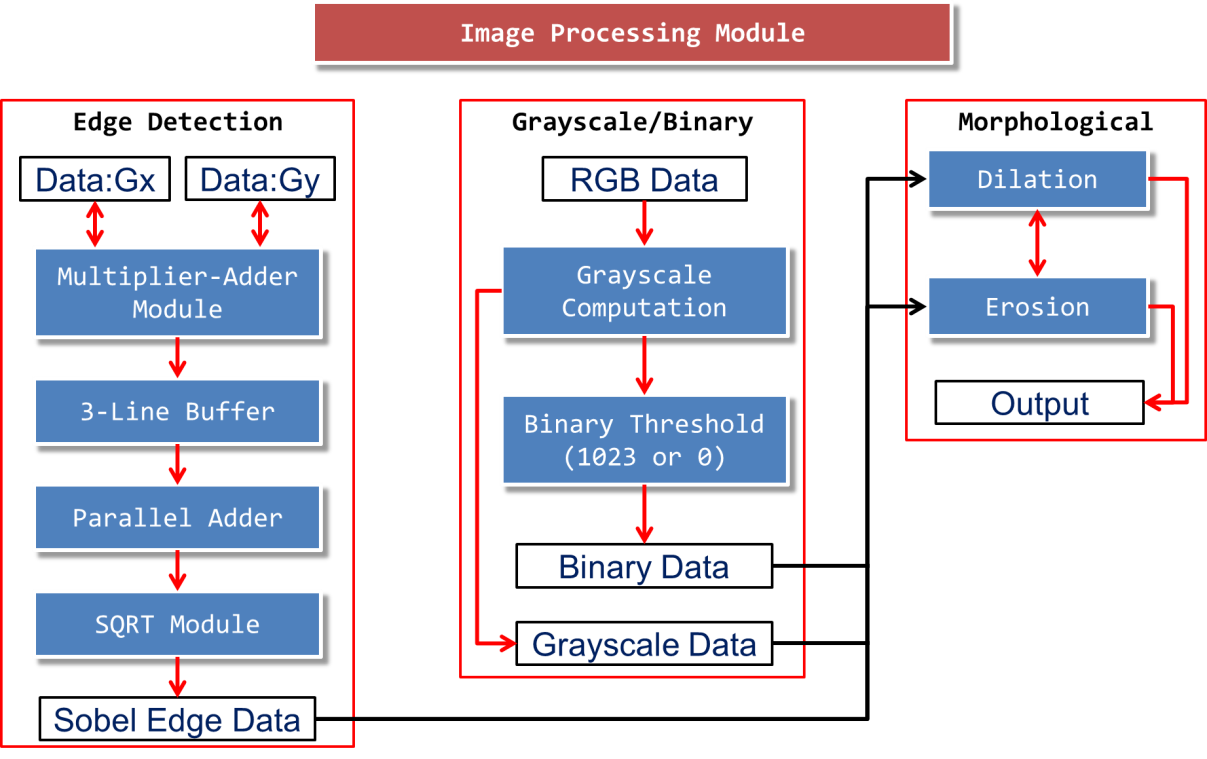 Image Processing Module
Edge Detection
Data:Gx
Data:Gy
Multiplier-Adder
Module
3-Line Buffer
Parallel Adder
SQRT Module
Sobel Edge Data
Grayscale/Binary
RGB Data
Grayscale
Computation
Binary Threshold
(1023 or 0)
Binary Data
Grayscale Data
Morphological
Dilation
Erosion
Output